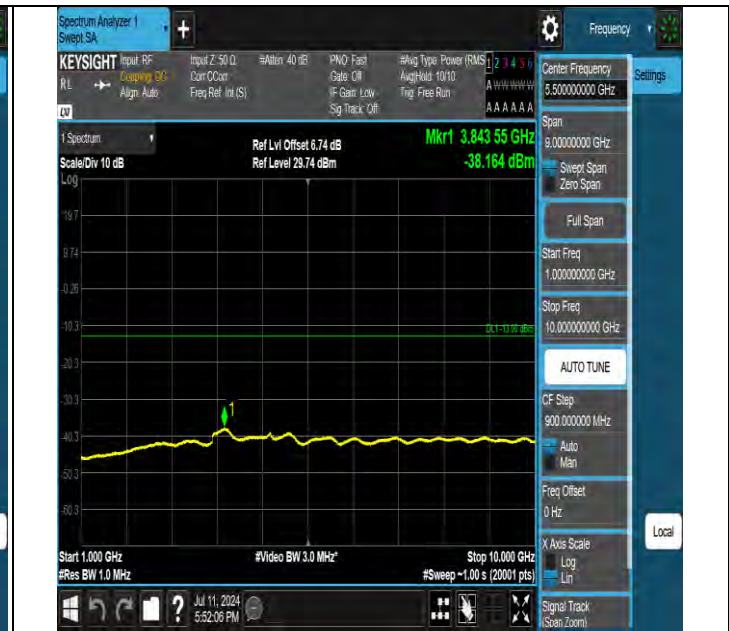 Spectrum Analyzer 1
Swept SA
+
Frequency
KEYSIGHT
RL
Input: RF
Coupling: DC
Align: Auto
Input Z: 50 Ω
Corr CCorr
Freq Ref: Int (S)
#Atten: 40 dB
PNO: Fast
Gate: Off
IF Gain: Low
Sig Track: Off
#Avg Type: Power (RMS
Avg|Hold: 10/10
Trig: Free Run
1 2 3 4 5 6
A W W W W W
A A A A A A
1 Spectrum
Scale/Div 10 dB
Log
Ref Lvl Offset 6.74 dB
Ref Level 29.74 dBm
Mkr1 3.843 55 GHz
-38.164 dBm
19.7
9.74
-0.26
-10.3
-20.3
-30.3
-40.3
-50.3
-60.3
DL1 -13.00 dBm
1
Start 1.000 GHz
#Res BW 1.0 MHz
#Video BW 3.0 MHz*
Stop 10.000 GHz
#Sweep ~1.00 s (20001 pts)
?
Jul 11, 2024
5:52:06 PM
Center Frequency
5.500000000 GHz
Settings
Span
9.00000000 GHz
Swept Span
Zero Span
Full Span
Start Freq
1.000000000 GHz
Stop Freq
10.000000000 GHz
AUTO TUNE
CF Step
900.000000 MHz
Auto
Man
Freq Offset
0 Hz
X Axis Scale
Log
Lin
Signal Track
(Span Zoom)
Local